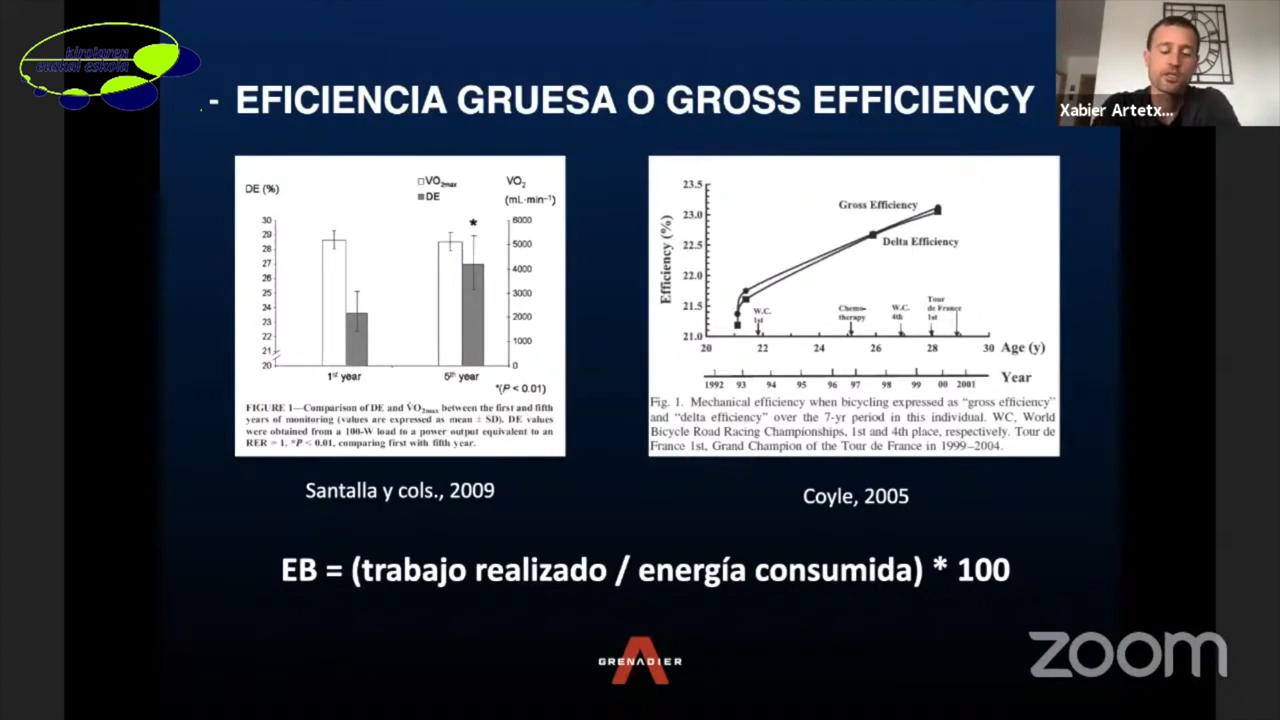 kirolaren
euskal eskola
- EFICIENCIA GRUESA O GROSS EFFICIENCY
Xabier Artetx...
DE (%)
□VO2max
■DE
VO2
(mL·min–1)
*
30
29
28
27
26
25
24
23
22
21
20
6000
5000
4000
3000
2000
1000
0
1st year
5th year
*(P < 0.01)
FIGURE 1—Comparison of DE and V̇O2max between the first and fifth
years of monitoring (values are expressed as mean ± SD). DE values
were obtained from a 100-W load to a power output equivalent to an
RER = 1. *P < 0.01, comparing first with fifth year.
Santalla y cols., 2009
Efficiency (%)
23.5
23.0
22.5
22.0
21.5
21.0
Gross Efficiency
Delta Efficiency
W.C.
1st
Chemo-
therapy
W.C.
4th
Tour
de France
1st
20 22 24 26 28 30 Age (y)
1992 93 94 95 96 97 98 99 00 2001 Year
Fig. 1. Mechanical efficiency when bicycling expressed as “gross efficiency”
and “delta efficiency” over the 7-yr period in this individual. WC, World
Bicycle Road Racing Championships, 1st and 4th place, respectively. Tour de
France 1st, Grand Champion of the Tour de France in 1999–2004.
Coyle, 2005
EB = (trabajo realizado / energía consumida) * 100
GRENADIER
zoom